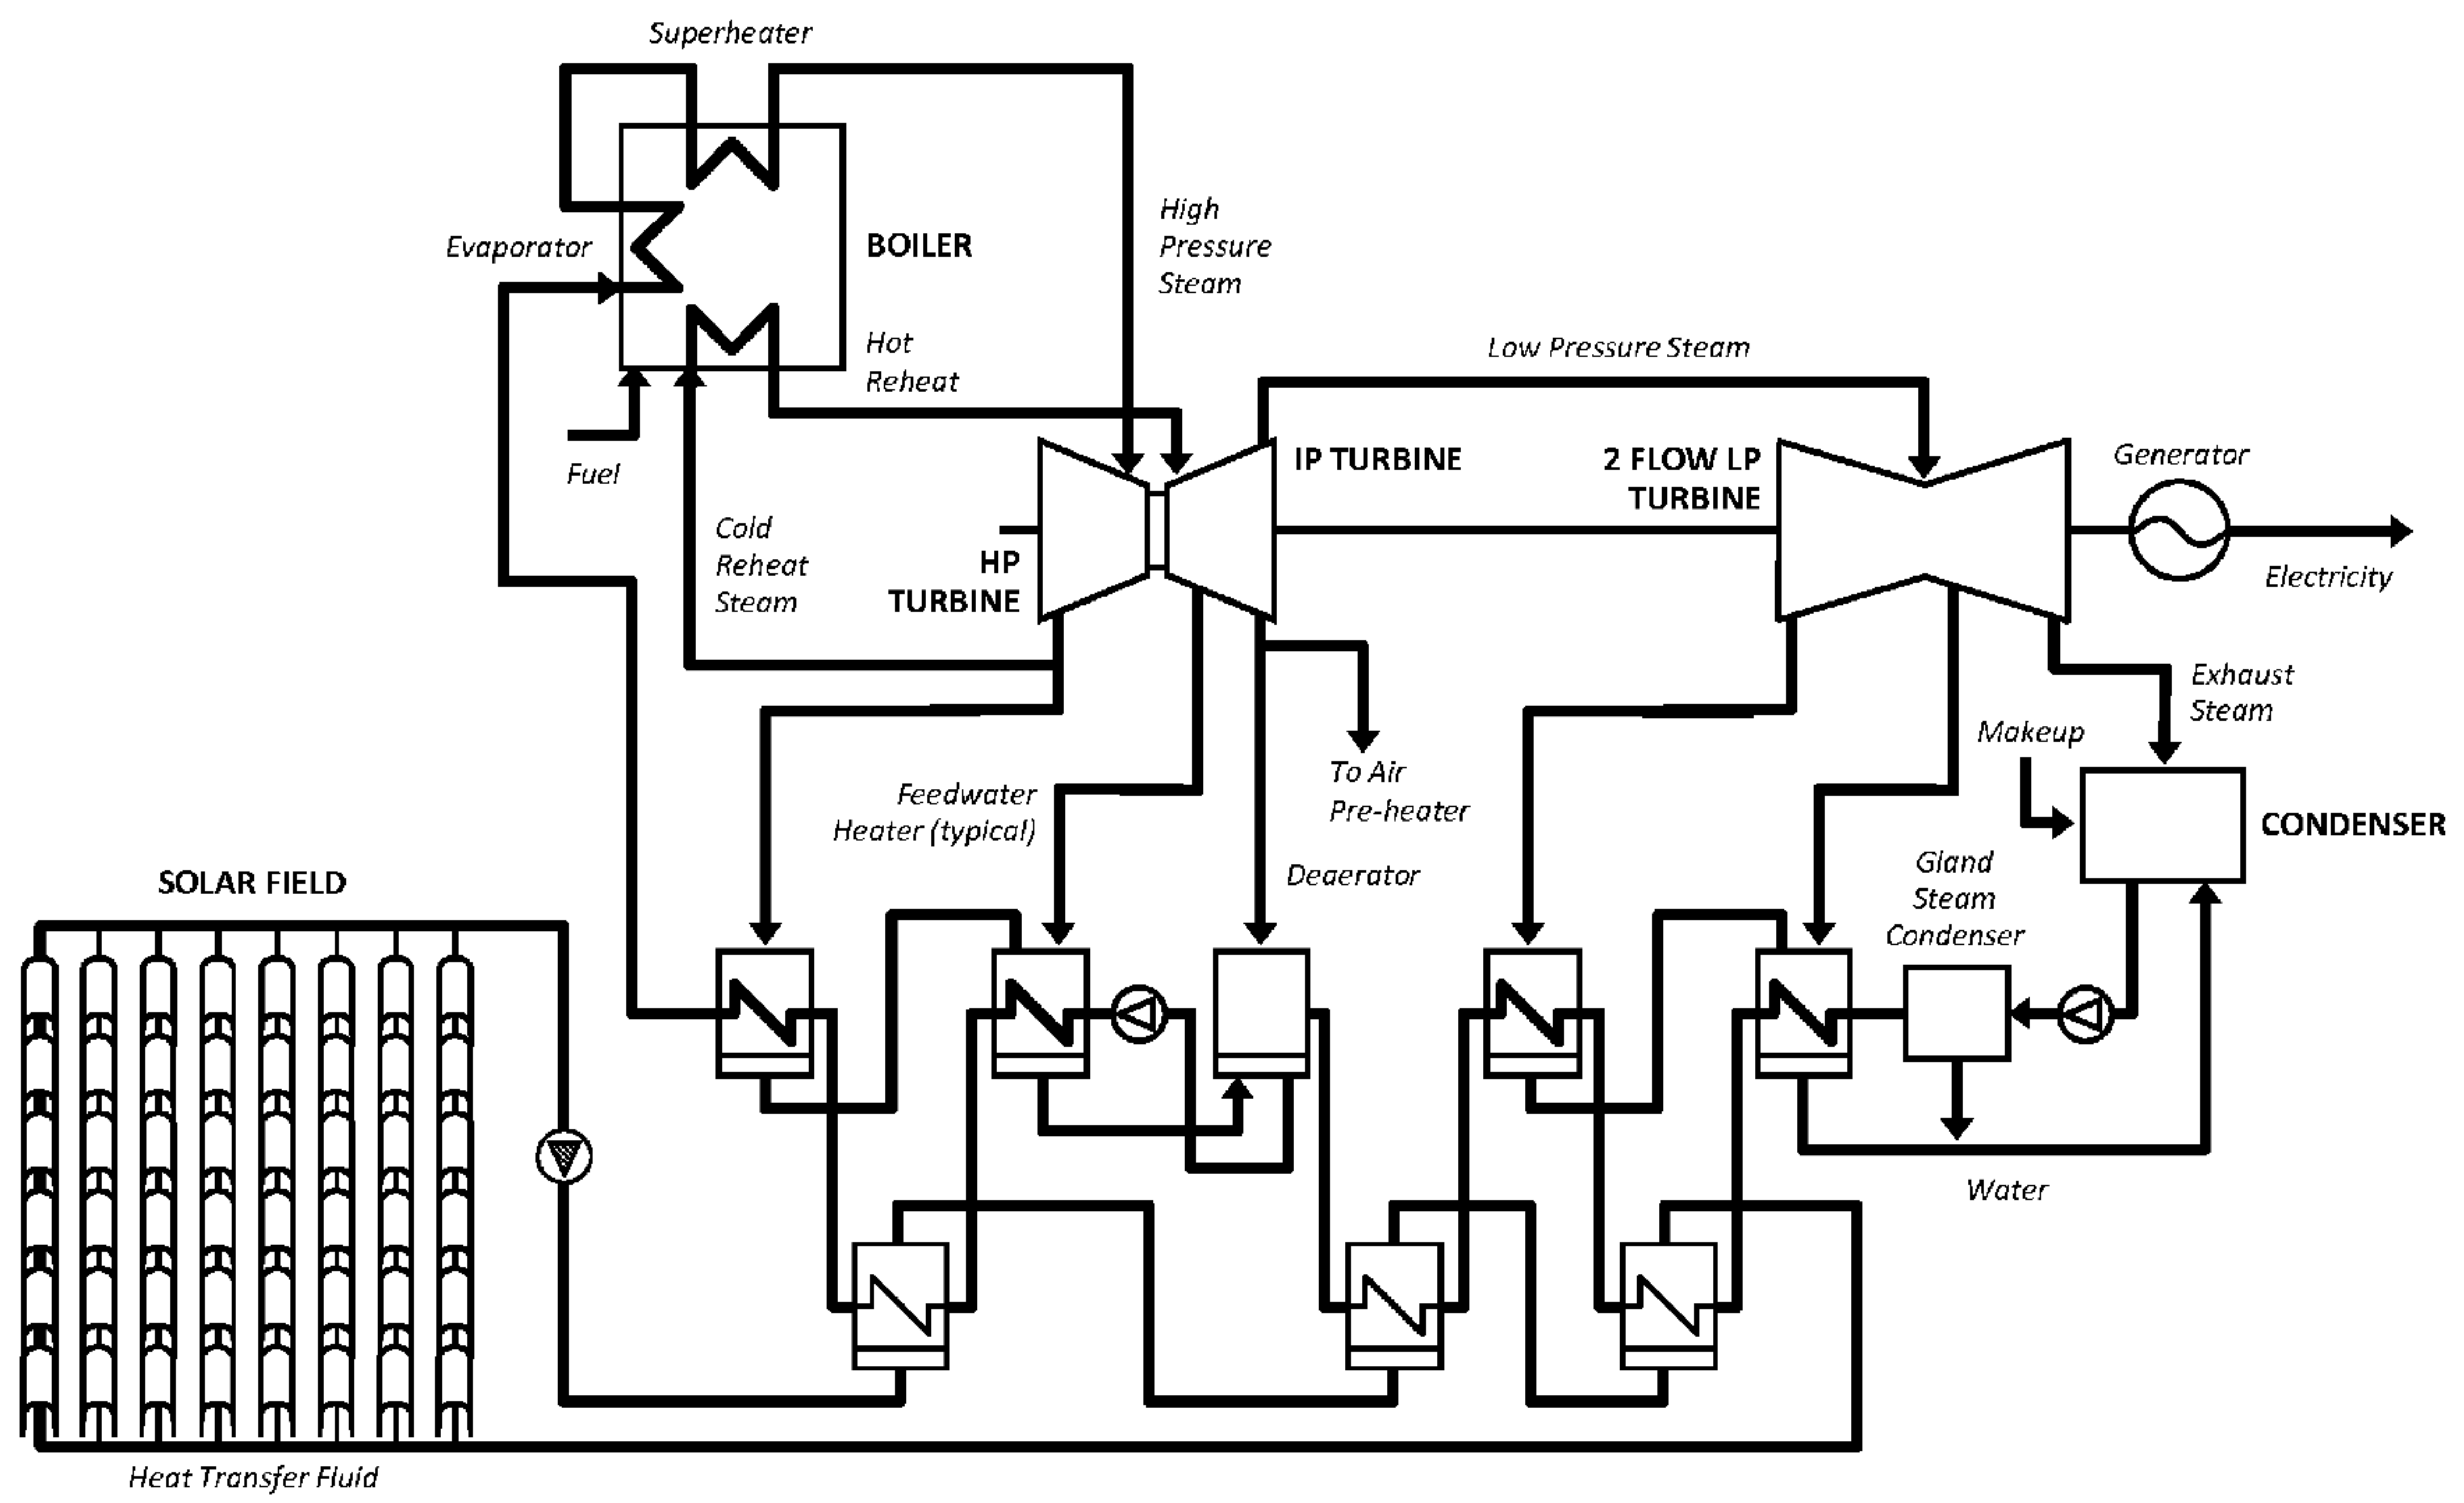 Superheater
Evaporator
BOILER
High
Pressure
Steam
Hot
Reheat
Low Pressure Steam
Fuel
IP TURBINE
2 FLOW LP
TURBINE
Generator
Cold
Reheat
Steam
HP
TURBINE
Electricity
Exhaust
Steam
Makeup
To Air
Pre-heater
Feedwater
Heater (typical)
CONDENSER
Deaerator
Gland
Steam
Condenser
SOLAR FIELD
Water
Heat Transfer Fluid